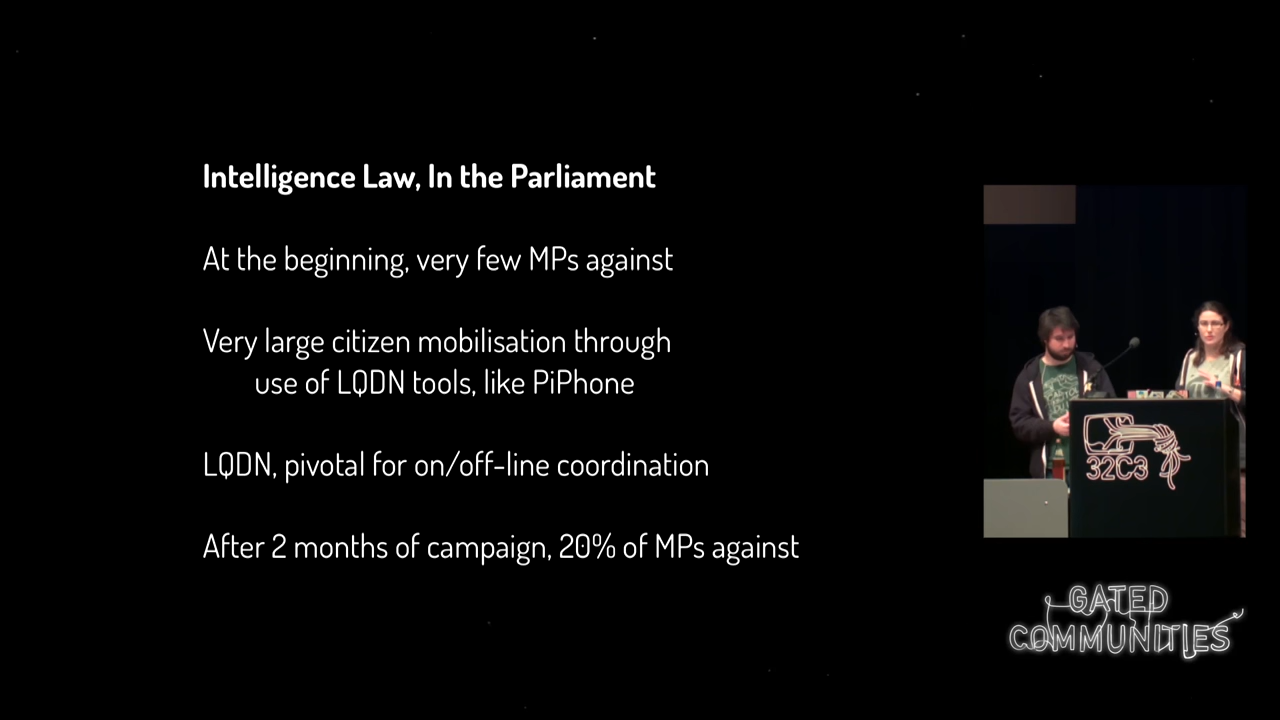 Intelligence Law, In the Parliament
At the beginning, very few MPs against
Very large citizen mobilisation through
use of LQDN tools, like PiPhone
LQDN, pivotal for on/off-line coordination
After 2 months of campaign, 20% of MPs against
32C3
GATED
COMMUNITIES